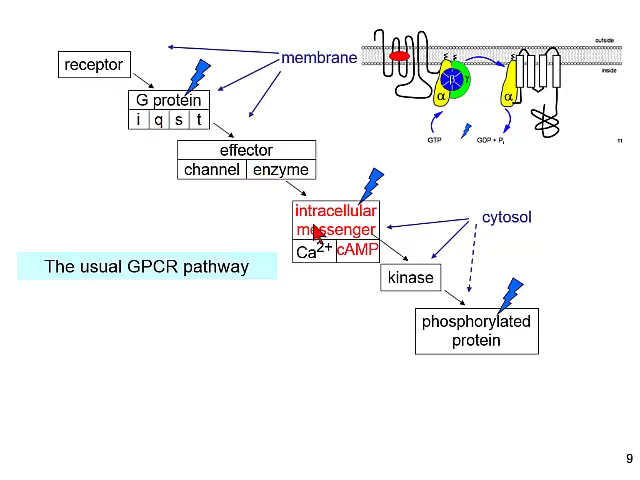 outside
membrane
receptor
inside
G protein
i q s t
β γ
α α
GTP GDP + Pi
11
effector
channel enzyme
intracellular
messenger
Ca2+ cAMP
cytosol
The usual GPCR pathway
kinase
phosphorylated
protein
9